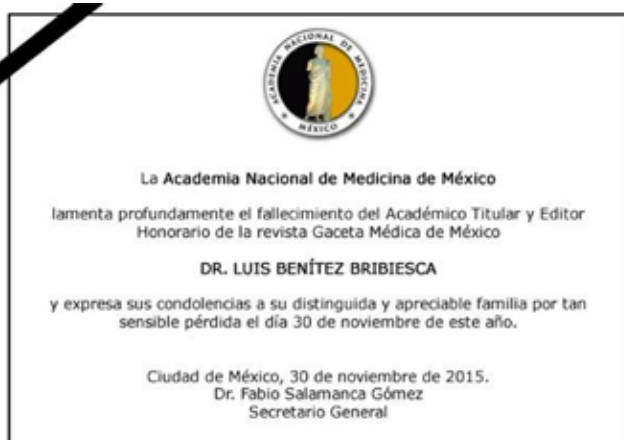 ACADEMIA NACIONAL DE MEDICINA
MÉXICO
La Academia Nacional de Medicina de México
lamenta profundamente el fallecimiento del Académico Titular y Editor
Honorario de la revista Gaceta Médica de México
DR. LUIS BENÍTEZ BRIBIESCA
y expresa sus condolencias a su distinguida y apreciable familia por tan
sensible pérdida el día 30 de noviembre de este año.
Ciudad de México, 30 de noviembre de 2015.
Dr. Fabio Salamanca Gómez
Secretario General